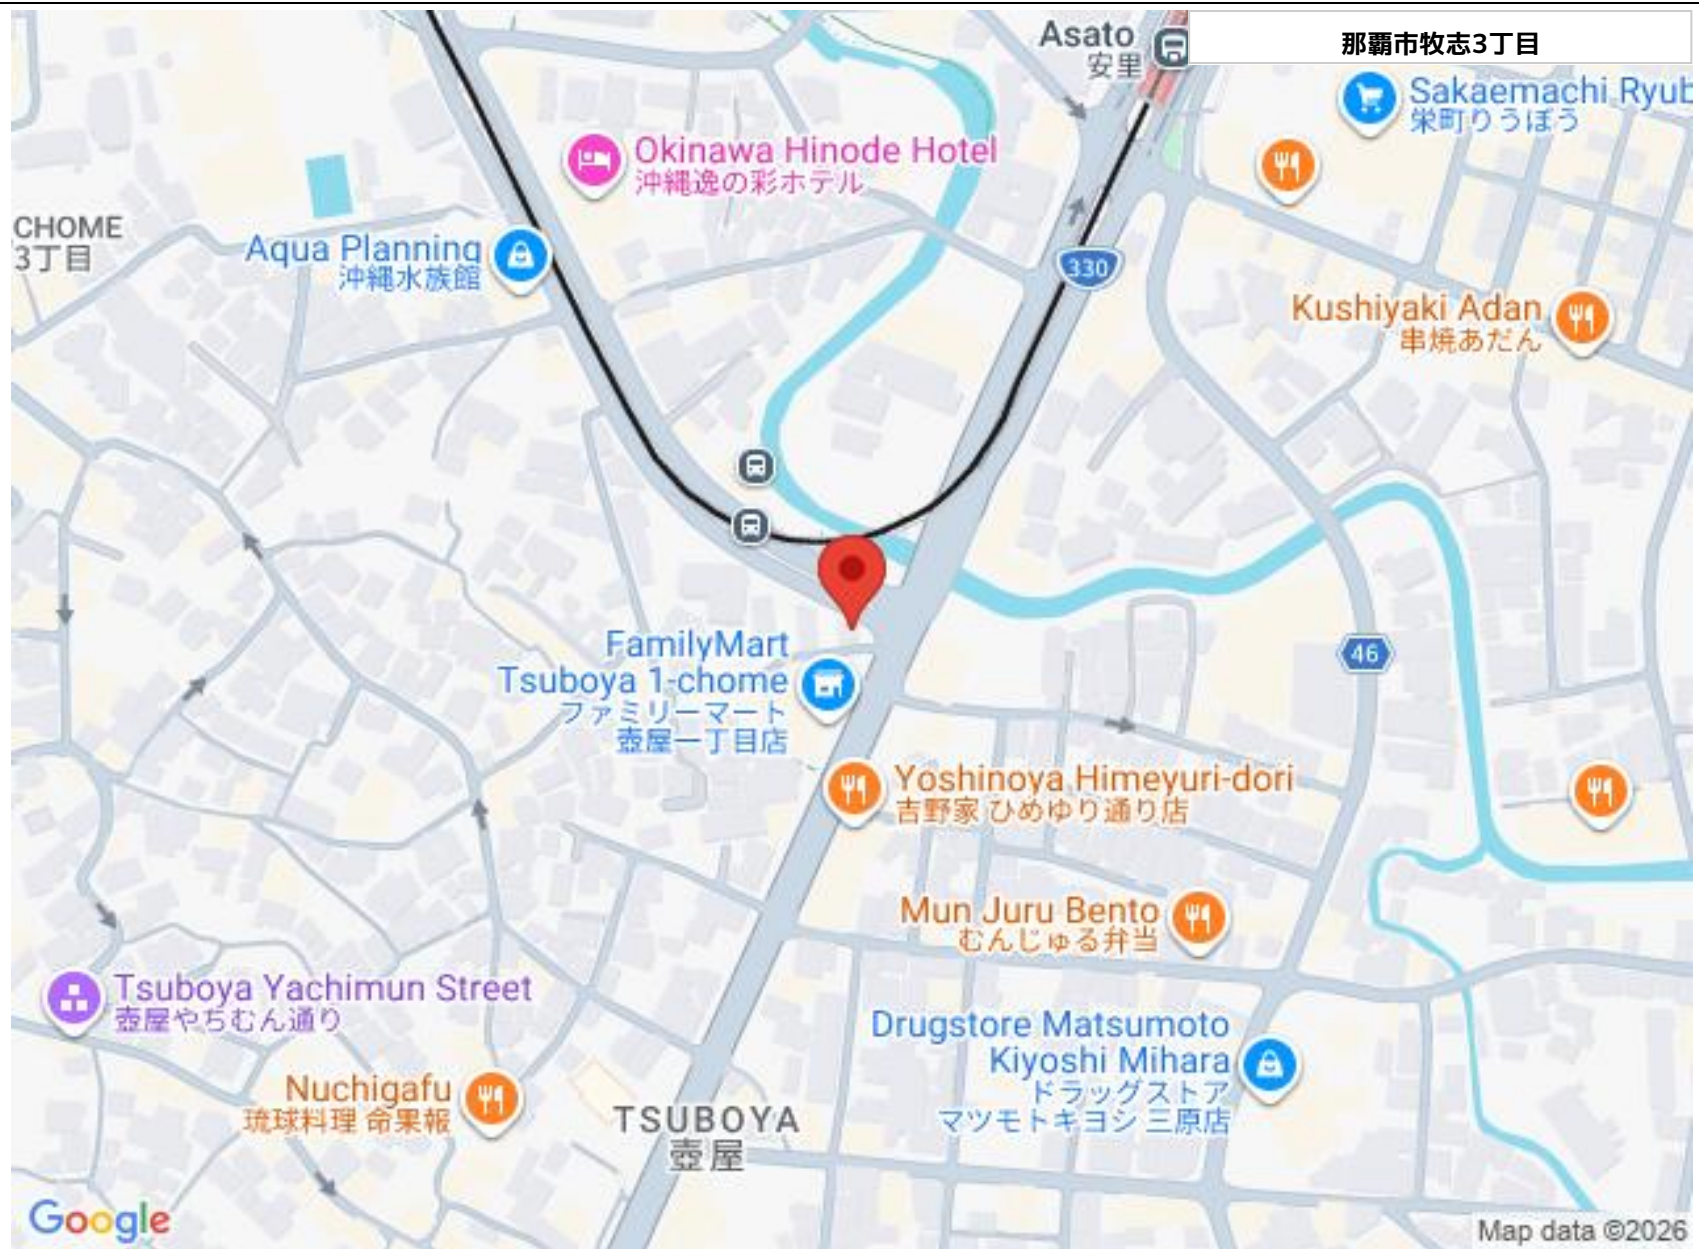 那覇市牧志3丁目
Asato
安里
Sakaemachi Ryub
栄町りうぼう
Okinawa Hinode Hotel
沖縄逸の彩ホテル
CHOME
3丁目
Aqua Planning
沖縄水族館
330
Kushiyaki Adan
串焼あだん
FamilyMart
Tsuboya 1-chome
ファミリーマート
壺屋一丁目店
46
Yoshinoya Himeyuri-dori
吉野家 ひめゆり通り店
Mun Juru Bento
むんじゅる弁当
Tsuboya Yachimun Street
壺屋やちむん通り
Drugstore Matsumoto
Kiyoshi Mihara
ドラッグストア
マツモトキヨシ 三原店
Nuchigafu
琉球料理 命果報
TSUBOYA
壺屋
Google
Map data ©2026